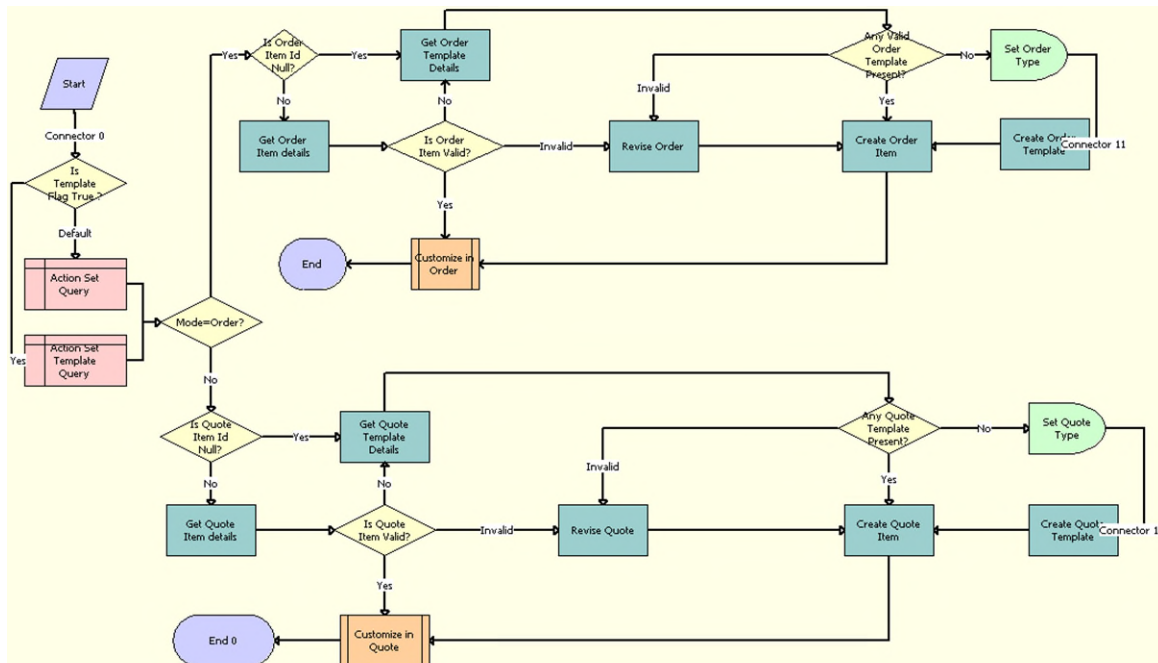 Start
Connector 0
Is
Template
Flag True ?
Default
Action Set
Query
Yes
Action Set
Template
Query
Mode=Order?
Yes
Is Order
Item Id
Null?
Yes
Get Order
Template
Details
No
Get Order
Item details
No
Is Order
Item Valid?
Invalid
Revise Order
Invalid
Any Valid
Order
Template
Present?
No
Set Order
Type
Yes
Create Order
Item
Create Order
Template
Connector 11
Yes
Customize in
Order
End
No
Is Quote
Item Id
Null?
Yes
Get Quote
Template
Details
No
Get Quote
Item details
No
Is Quote
Item Valid?
Invalid
Revise Quote
Invalid
Any Quote
Template
Present?
No
Set Quote
Type
Yes
Create Quote
Item
Create Quote
Template
Connector 1
Yes
Customize in
Quote
End 0